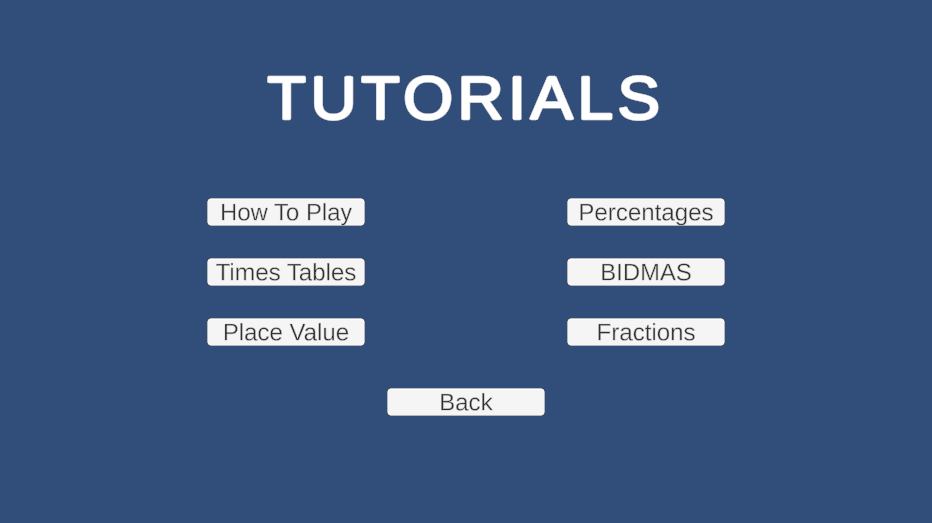 TUTORIALS
How To Play
Percentages
Times Tables
BIDMAS
Place Value
Fractions
Back